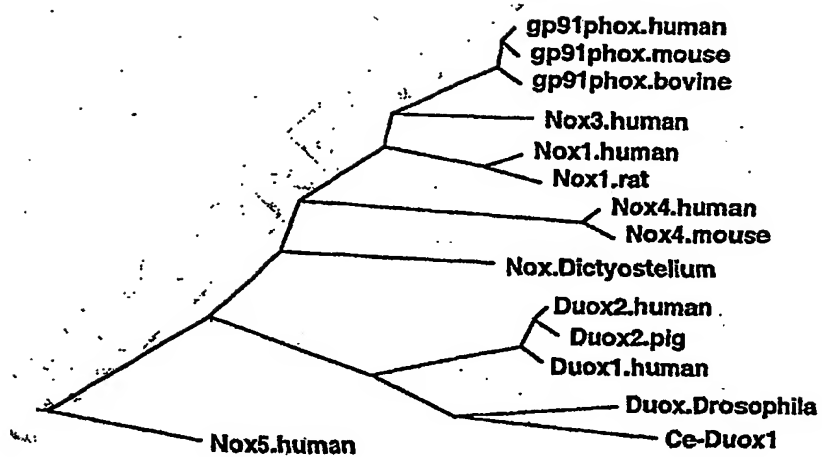 gp91phox.human
gp91phox.mouse
gp91phox.bovine
Nox3.human
Nox1.human
Nox1.rat
Nox4.human
Nox4.mouse
Nox.Dictyostelium
Duox2.human
Duox2.pig
Duox1.human
Duox.Drosophila
Ce-Duox1
Nox5.human